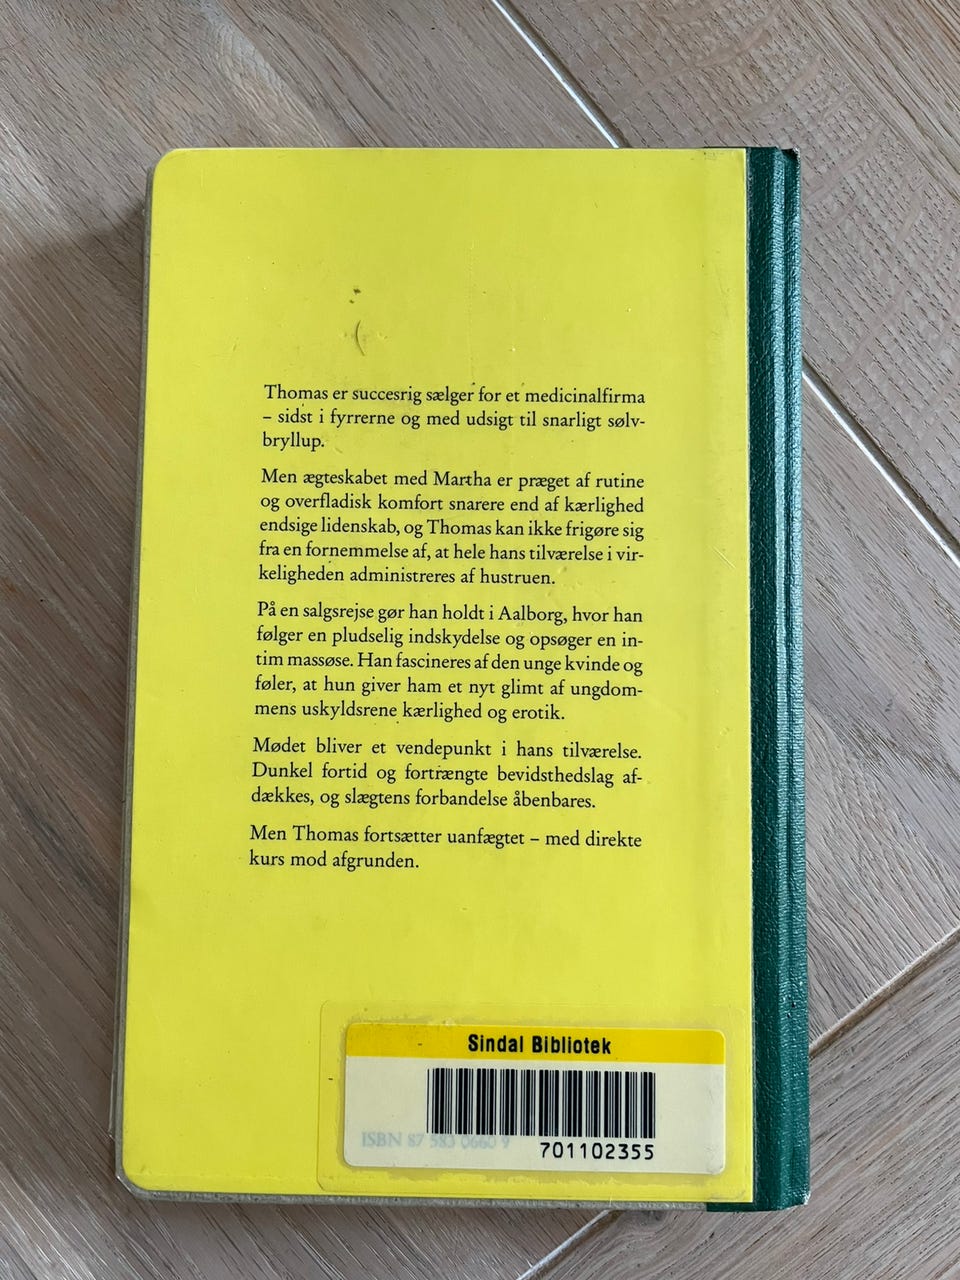 Thomas er succesrig sælger for et medicinalfirma
– sidst i fyrrerne og med udsigt til snarligt sølv-
bryllup.
Men ægteskabet med Martha er præget af rutine
og overfladisk komfort snarere end af kærlighed
endsige lidenskab, og Thomas kan ikke frigøre sig
fra en fornemmelse af, at hele hans tilværelse i vir-
keligheden administreres af hustruen.
På en salgsrejse gør han holdt i Aalborg, hvor han
følger en pludselig indskydelse og opsøger en in-
tim massøse. Han fascineres af den unge kvinde og
føler, at hun giver ham et nyt glimt af ungdom-
mens uskyldsrene kærlighed og erotik.
Mødet bliver et vendepunkt i hans tilværelse.
Dunkel fortid og fortrængte bevidsthedslag af-
dækkes, og slægtens forbandelse åbenbares.
Men Thomas fortsætter uanfægtet – med direkte
kurs mod afgrunden.
Sindal Bibliotek
ISBN 87 583 0660 9
701102355